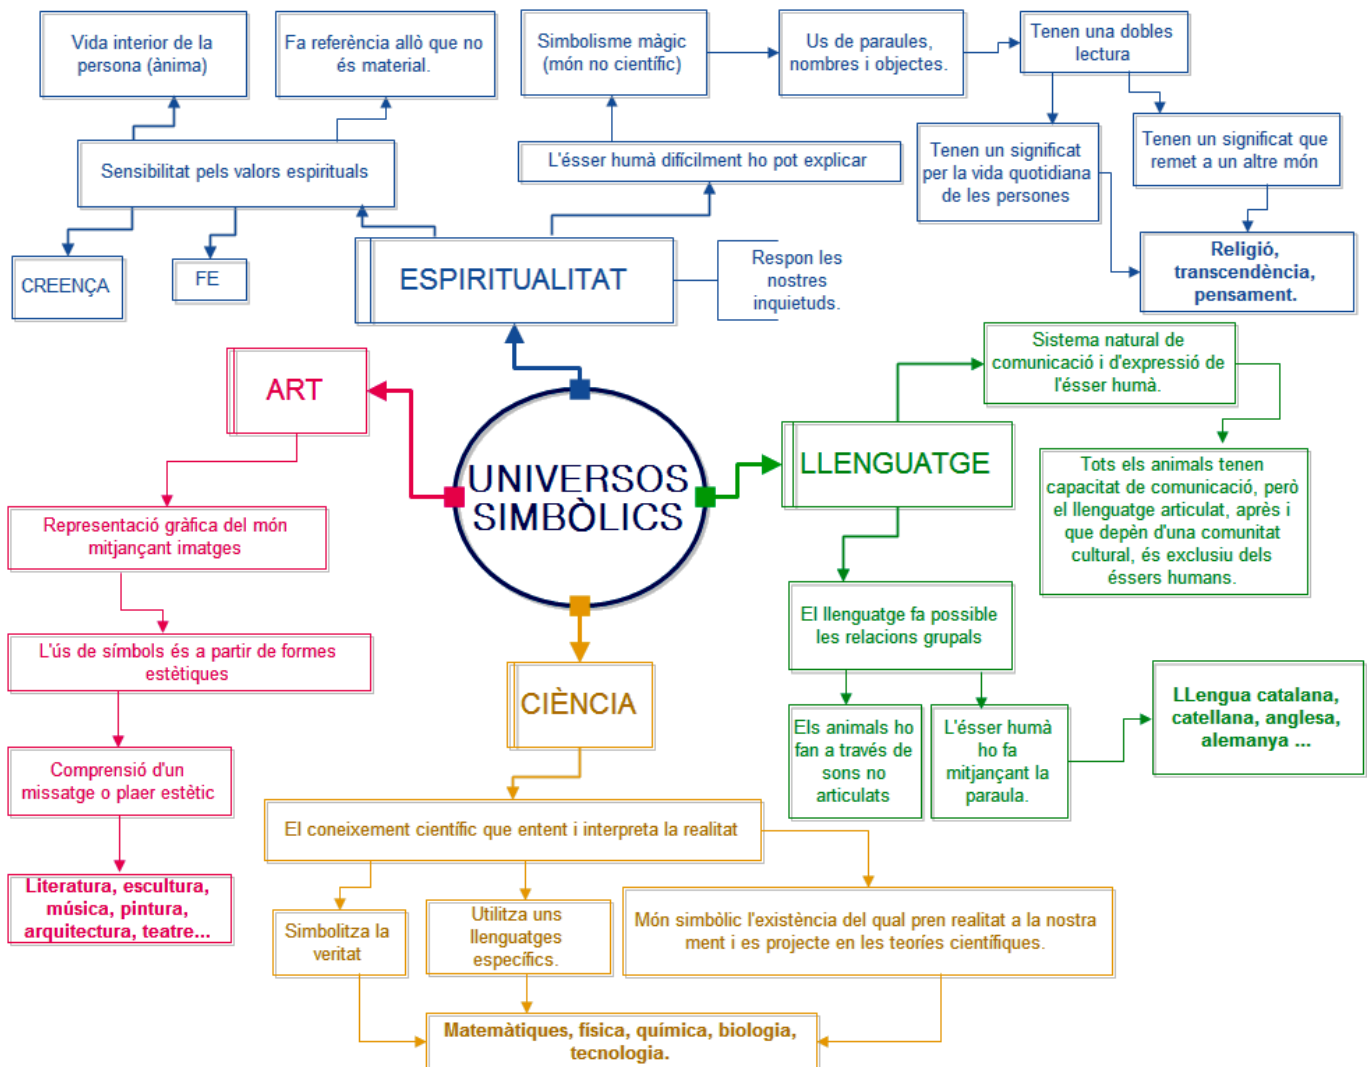 Vida interior de la
persona (ànima)
Fa referència allò que no
és material.
Simbolisme màgic
(món no científic)
Us de paraules,
nombres i objectes.
Tenen una dobles
lectura
Sensibilitat pels valors espirituals
L'ésser humà difícilment ho pot explicar
Tenen un significat
per la vida quotidiana
de les persones
Tenen un significat que
remet a un altre món
CREENÇA
FE
ESPIRITUALITAT
Respon les
nostres
inquietuds.
Religió,
transcendència,
pensament.
ART
UNIVERSOS
SIMBÒLICS
LLENGUATGE
Sistema natural de
comunicació i d'expressió de
l'ésser humà.
Tots els animals tenen
capacitat de comunicació, però
el llenguatge articulat, après i
que depèn d'una comunitat
cultural, és exclusiu dels
éssers humans.
Representació gràfica del món
mitjançant imatges
L'ús de símbols és a partir de formes
estètiques
Comprensió d'un
missatge o plaer estètic
Literatura, escultura,
música, pintura,
arquitectura, teatre...
El llenguatge fa possible
les relacions grupals
Els animals ho
fan a través de
sons no
articulats
L'ésser humà
ho fa
mitjançant la
paraula.
LLengua catalana,
catellana, anglesa,
alemanya ...
CIÈNCIA
El coneixement científic que entent i interpreta la realitat
Simbolitza la
veritat
Utilitza uns
llenguatges
específics.
Món simbòlic l'existència del qual pren realitat a la nostra
ment i es projecte en les teoríes científiques.
Matemàtiques, física, química, biologia,
tecnologia.